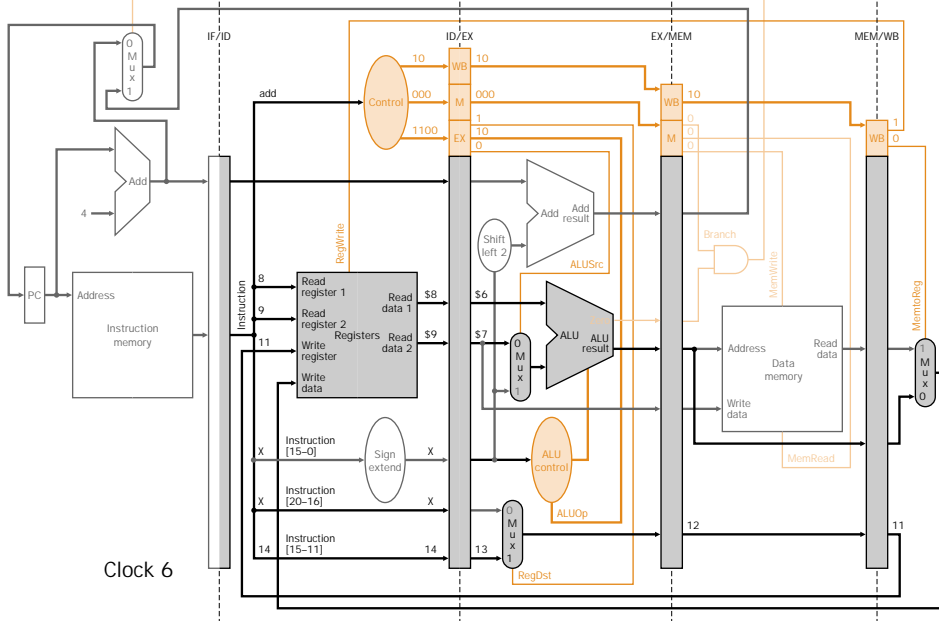 IF/ID
ID/EX
EX/MEM
MEM/WB
0
M
u
x
1
add
Control
10
000
1100
WB
10
M
000
EX
1
10
0
WB
10
M
0
0
0
WB
1
0
Add
4
RegWrite
Shift
left 2
Add
Add
result
ALUSrc
Branch
MemWrite
PC
Address
Instruction
memory
Instruction
8
9
11
Read
register 1
Read
register 2
Write
register
Write
data
Registers
Read
data 1
Read
data 2
$8
$9
$6
$7
0
M
u
x
1
ALU
ALU
result
Address
Read
data
Data
memory
Write
data
MemRead
MemtoReg
1
M
u
x
0
X
Instruction
[15–0]
Sign
extend
X
ALU
control
ALUOp
X
Instruction
[20–16]
X
0
M
u
x
1
12
11
14
Instruction
[15–11]
14
13
RegDst
Clock 6